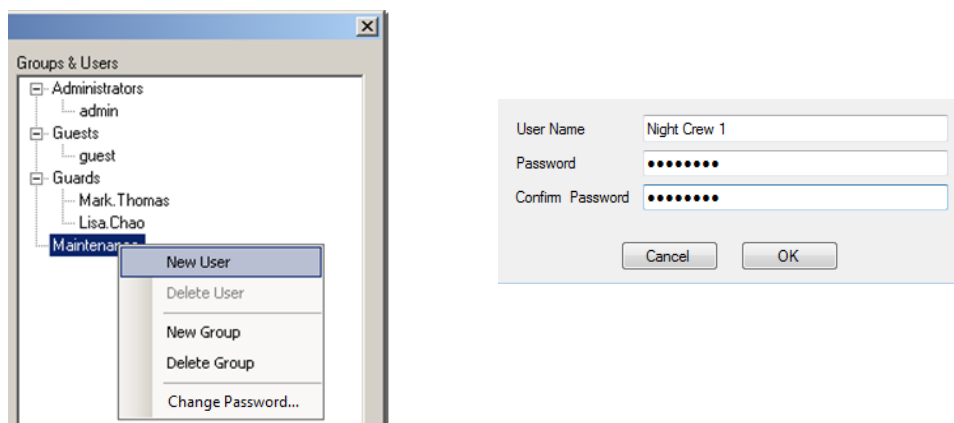 Groups & Users
Administrators
admin
Guests
guest
Guards
Mark.Thomas
Lisa.Chao
New User
Delete User
New Group
Delete Group
Change Password...
User Name
Night Crew 1
Password
Confirm Password
Cancel
OK